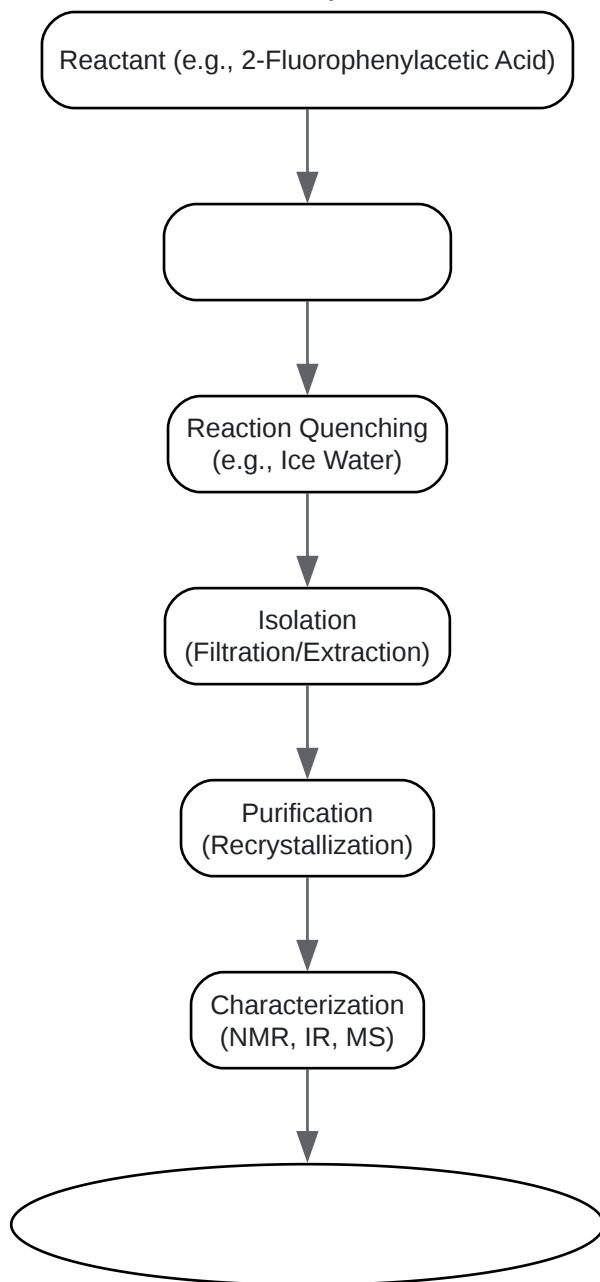 Reactant (e.g., 2-Fluorophenylacetic Acid)
Reaction Quenching
(e.g., Ice Water)
Isolation
(Filtration/Extraction)
Purification
(Recrystallization)
Characterization
(NMR, IR, MS)